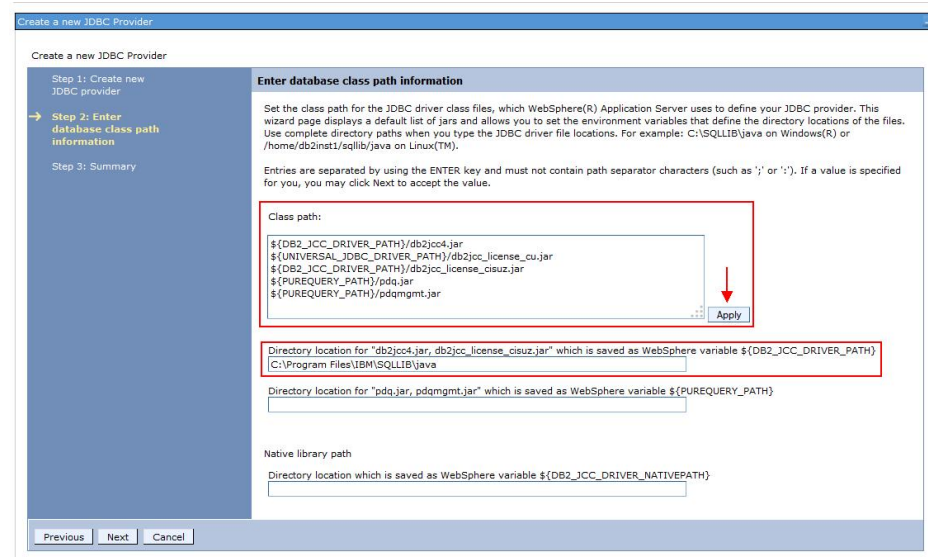 Create a new JDBC Provider
Create a new JDBC Provider
Step 1: Create new
JDBC provider
Step 2: Enter
database class path
information
Step 3: Summary
Enter database class path information
Set the class path for the JDBC driver class files, which WebSphere(R) Application Server uses to define your JDBC provider. This
wizard page displays a default list of jars and allows you to set the environment variables that define the directory locations of the files.
Use complete directory paths when you type the JDBC driver file locations. For example: C:\SQLLIB\java on Windows(R) or
/home/db2inst1/sqllib/java on Linux(TM).
Entries are separated by using the ENTER key and must not contain path separator characters (such as ';' or ':'). If a value is specified
for you, you may click Next to accept the value.
Class path:
${DB2_JCC_DRIVER_PATH}/db2jcc4.jar
${UNIVERSAL_JDBC_DRIVER_PATH}/db2jcc_license_cu.jar
${DB2_JCC_DRIVER_PATH}/db2jcc_license_cisuz.jar
${PUREQUERY_PATH}/pdq.jar
${PUREQUERY_PATH}/pdqmgmt.jar
Apply
Directory location for "db2jcc4.jar, db2jcc_license_cisuz.jar" which is saved as WebSphere variable ${DB2_JCC_DRIVER_PATH}
C:\Program Files\IBM\SQLLIB\java
Directory location for "pdq.jar, pdqmgmt.jar" which is saved as WebSphere variable ${PUREQUERY_PATH}
Native library path
Directory location which is saved as WebSphere variable ${DB2_JCC_DRIVER_NATIVEPATH}
Previous Next Cancel